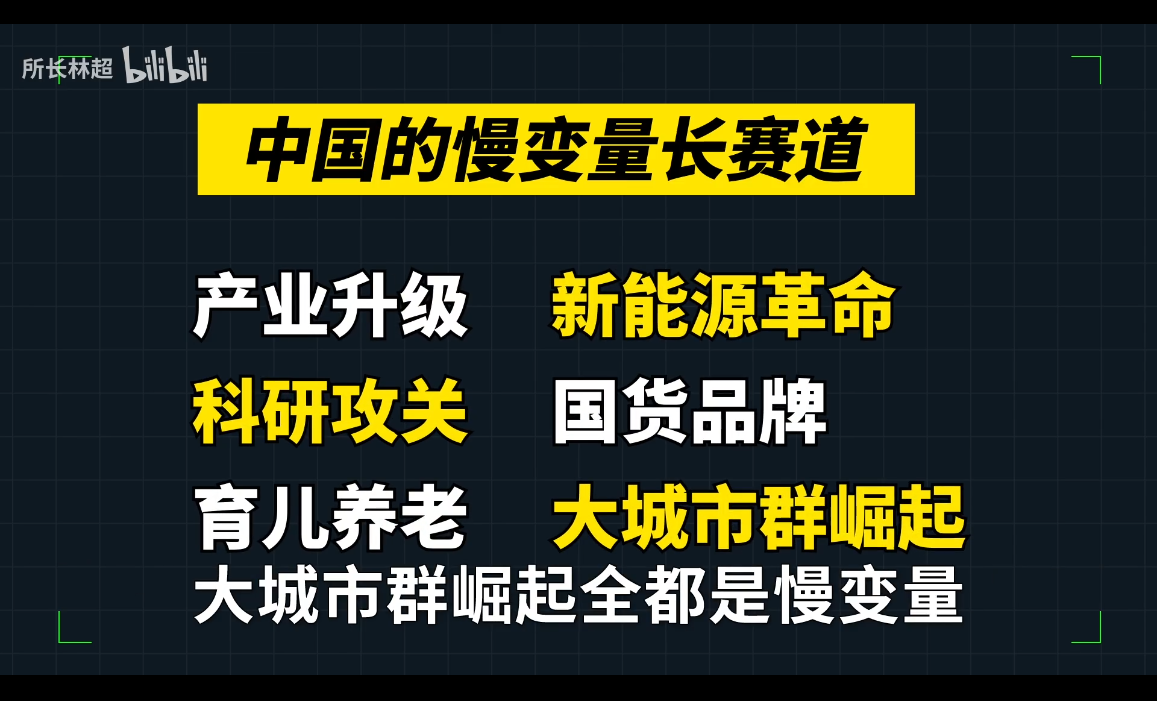 所长林超 bilibili
中国的慢变量长赛道
产业升级 新能源革命
科研攻关 国货品牌
育儿养老 大城市群崛起
大城市群崛起全都是慢变量